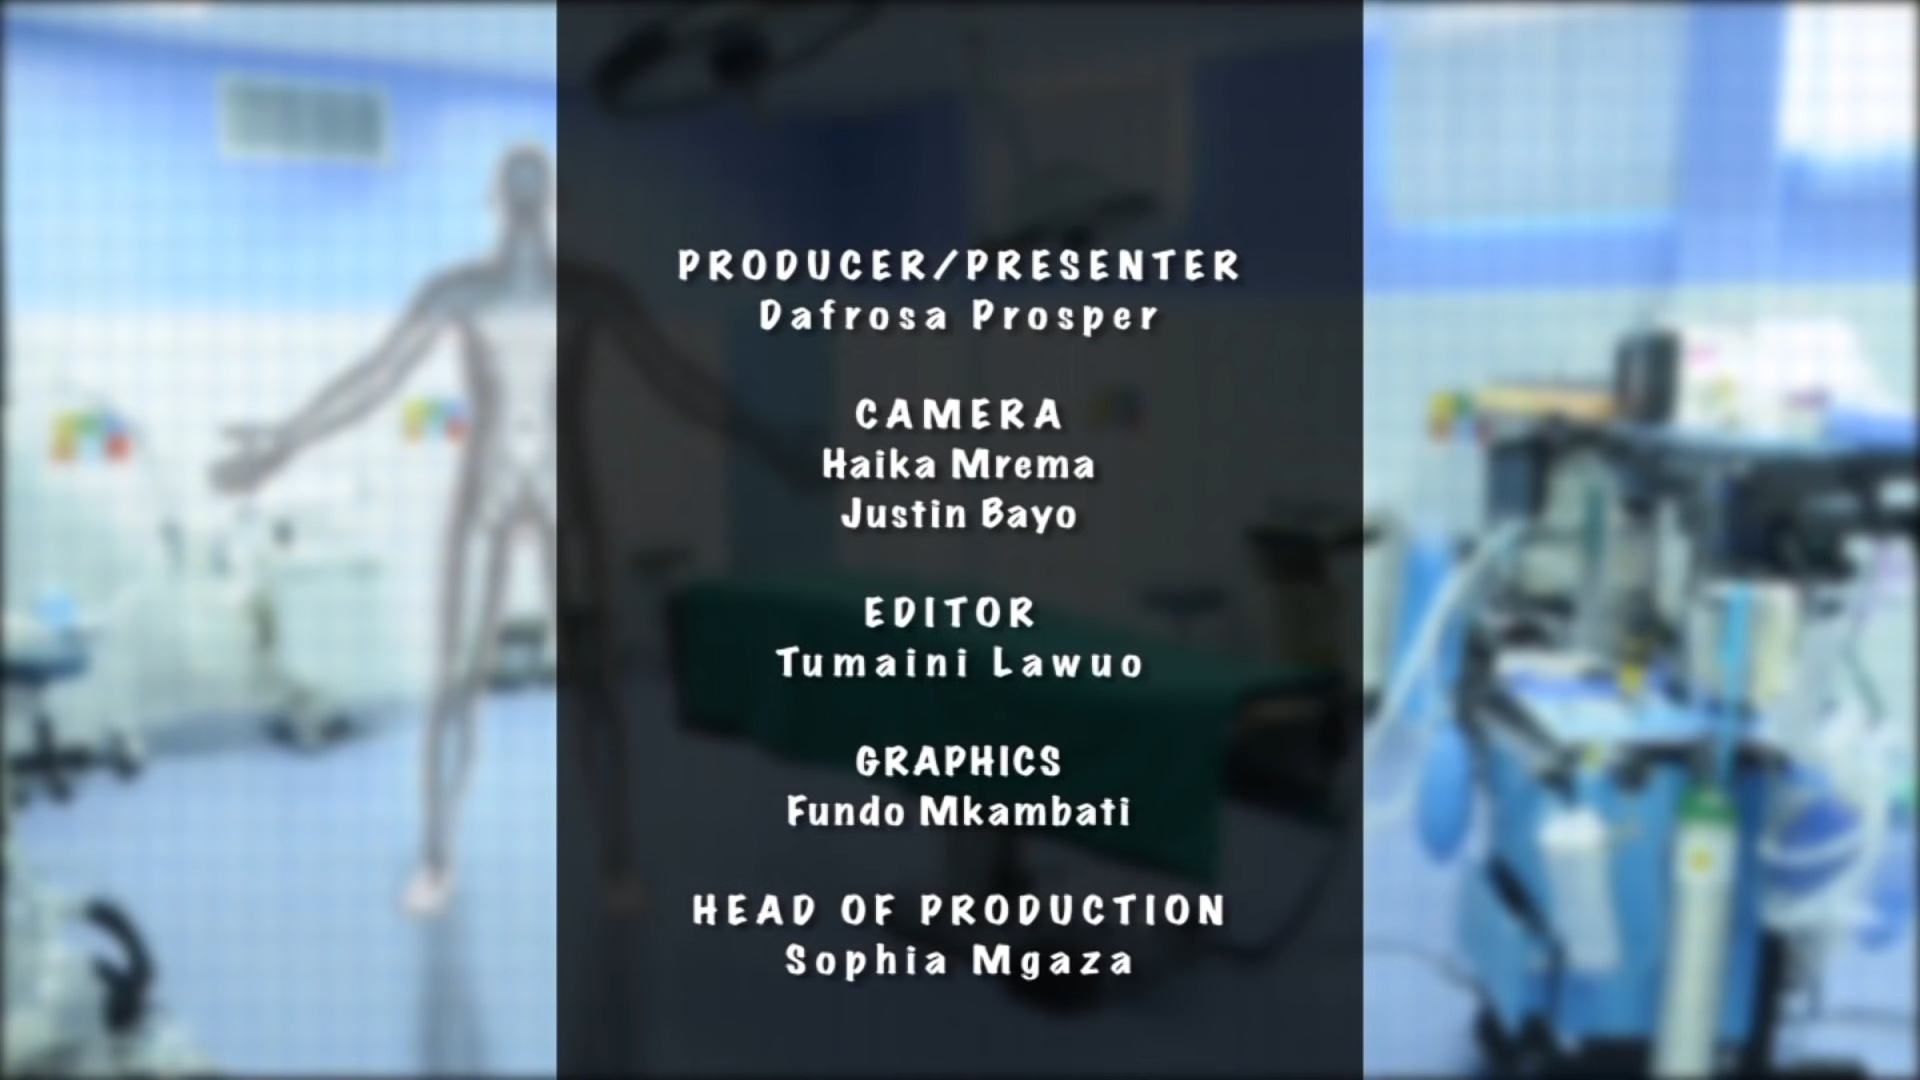 PRODUCER/PRESENTER
Dafrosa Prosper
CAMERA
Haika Mrema
Justin Bayo
EDITOR
Tumaini Lawuo
GRAPHICS
Fundo Mkambati
HEAD OF PRODUCTION
Sophia Mgaza